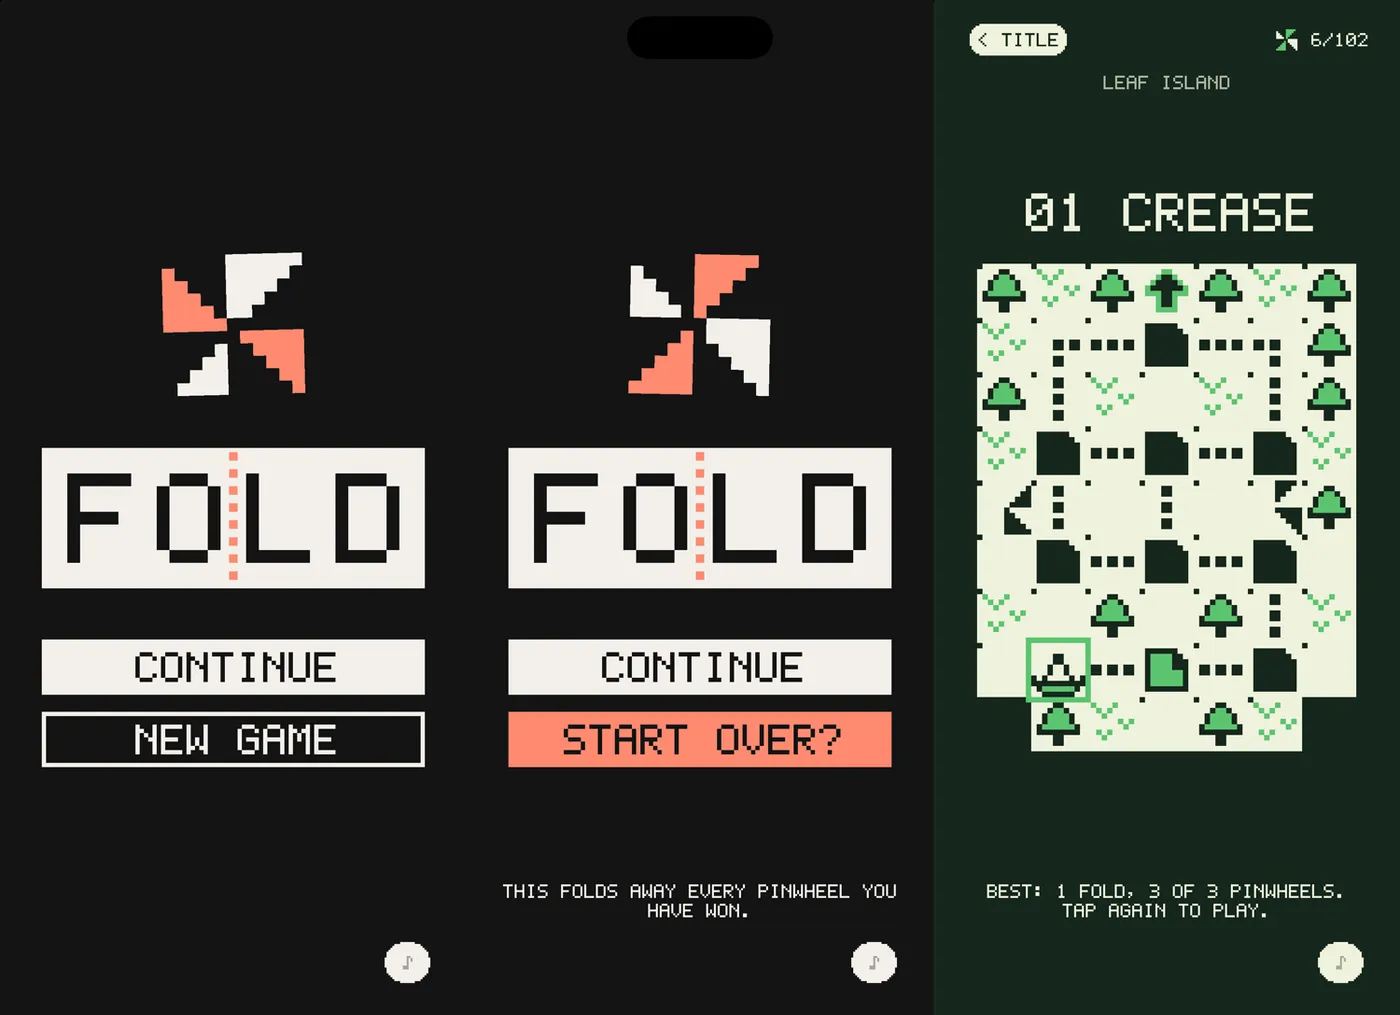 FOLD
CONTINUE
NEW GAME
FOLD
CONTINUE
START OVER?
THIS FOLDS AWAY EVERY PINWHEEL YOU
HAVE WON.
< TITLE
6/102
LEAF ISLAND
01 CREASE
BEST: 1 FOLD, 3 OF 3 PINWHEELS.
TAP AGAIN TO PLAY.